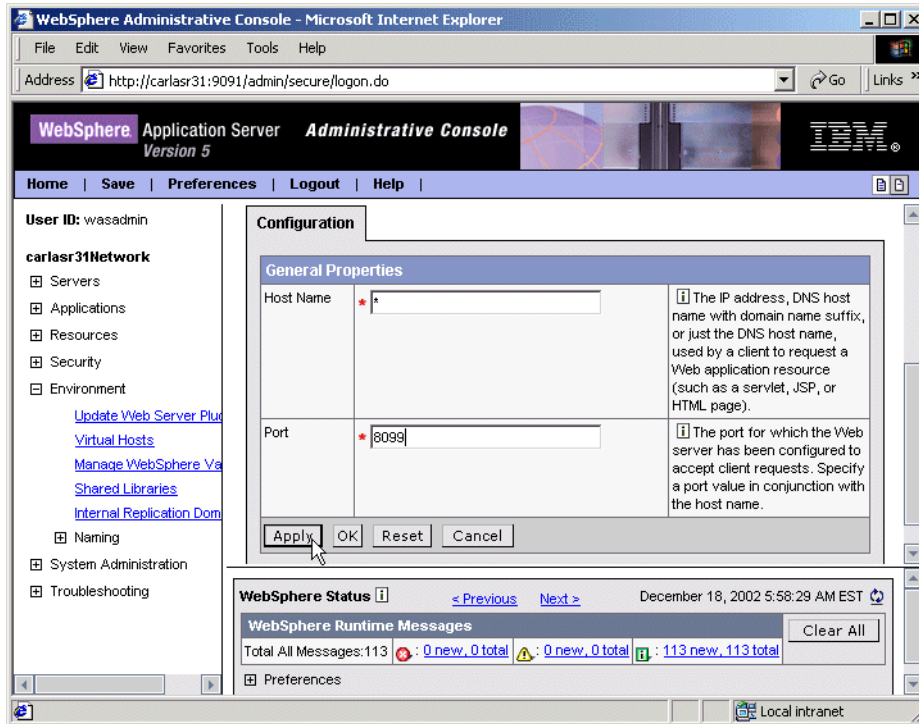 WebSphere Administrative Console - Microsoft Internet Explorer
File Edit View Favorites Tools Help
Address http://carlasr31:9091/admin/secure/logon.do Go Links »
WebSphere Application Server Administrative Console
Version 5
IBM®
Home | Save | Preferences | Logout | Help |
User ID: wasadmin
carlasr31Network
Servers
Applications
Resources
Security
Environment
Update Web Server Plug
Virtual Hosts
Manage WebSphere Va
Shared Libraries
Internal Replication Dom
Naming
System Administration
Troubleshooting
Configuration
General Properties
Host Name * *
i The IP address, DNS host
name with domain name suffix,
or just the DNS host name,
used by a client to request a
Web application resource
(such as a servlet, JSP, or
HTML page).
Port * 8099
i The port for which the Web
server has been configured to
accept client requests. Specify
a port value in conjunction with
the host name.
Apply OK Reset Cancel
WebSphere Status i < Previous Next > December 18, 2002 5:58:29 AM EST
WebSphere Runtime Messages
Clear All
Total All Messages:113 : 0 new, 0 total : 0 new, 0 total : 113 new, 113 total
Preferences
Local intranet